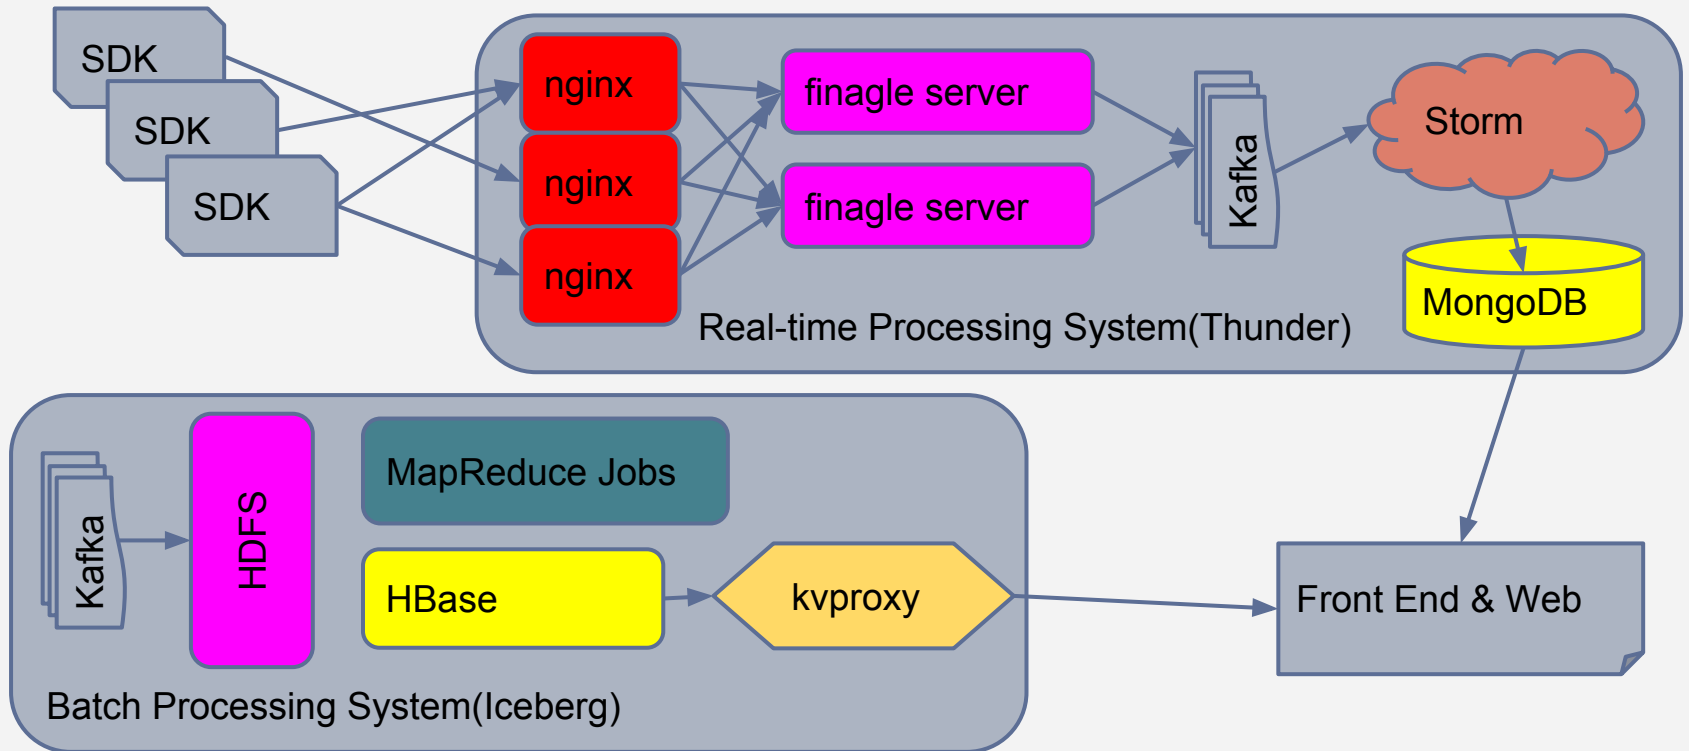 SDK
SDK
SDK
nginx
nginx
nginx
finagle server
finagle server
Kafka
Storm
MongoDB
Real-time Processing System(Thunder)
Kafka
HDFS
MapReduce Jobs
HBase
kvproxy
Front End & Web
Batch Processing System(Iceberg)